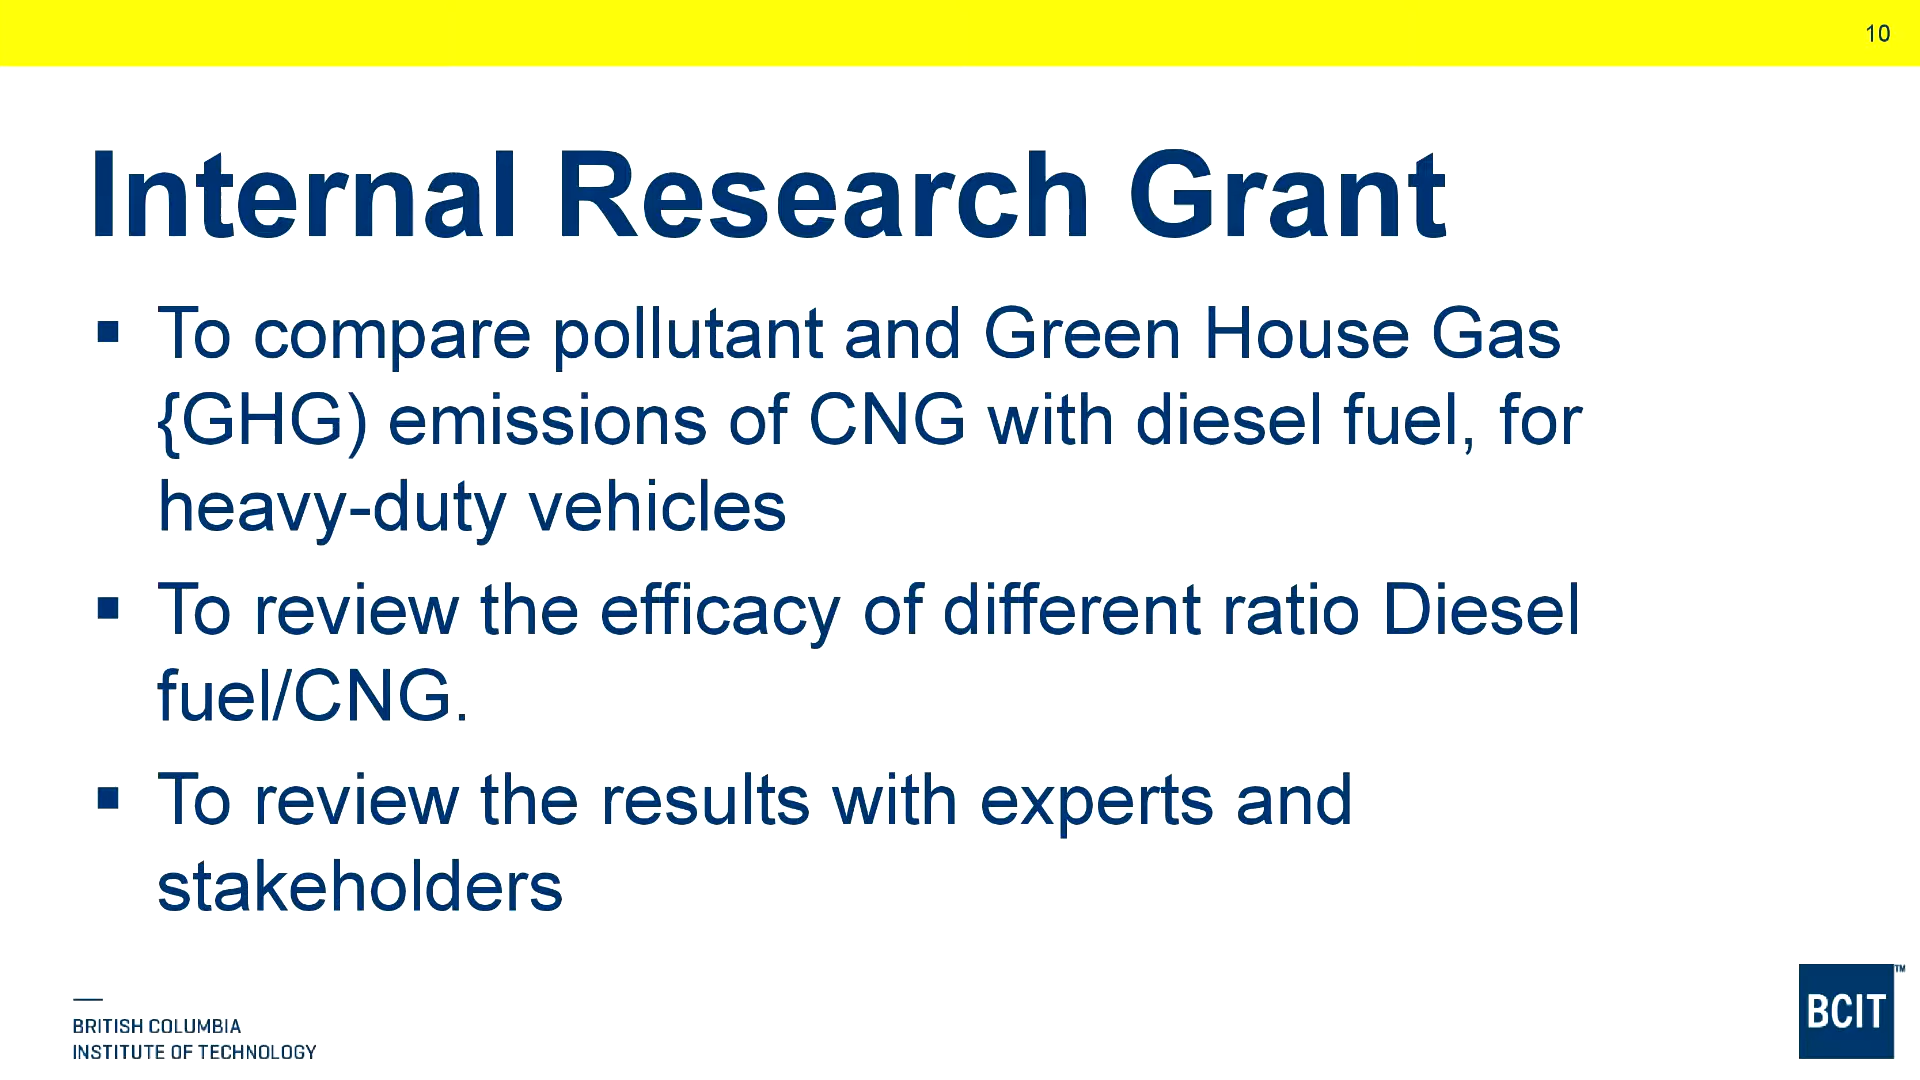 10
Internal Research Grant
▪ To compare pollutant and Green House Gas
{GHG) emissions of CNG with diesel fuel, for
heavy-duty vehicles
▪ To review the efficacy of different ratio Diesel
fuel/CNG.
▪ To review the results with experts and
stakeholders
BRITISH COLUMBIA
INSTITUTE OF TECHNOLOGY
BCIT™